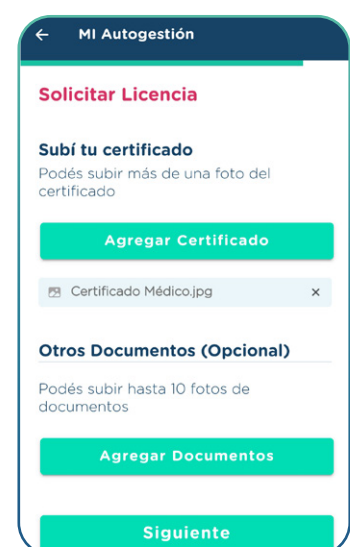 MI Autogestión
Solicitar Licencia
Subí tu certificado
Podés subir más de una foto del
certificado
Agregar Certificado
Certificado Médico.jpg
Otros Documentos (Opcional)
Podés subir hasta 10 fotos de
documentos
Agregar Documentos
Siguiente